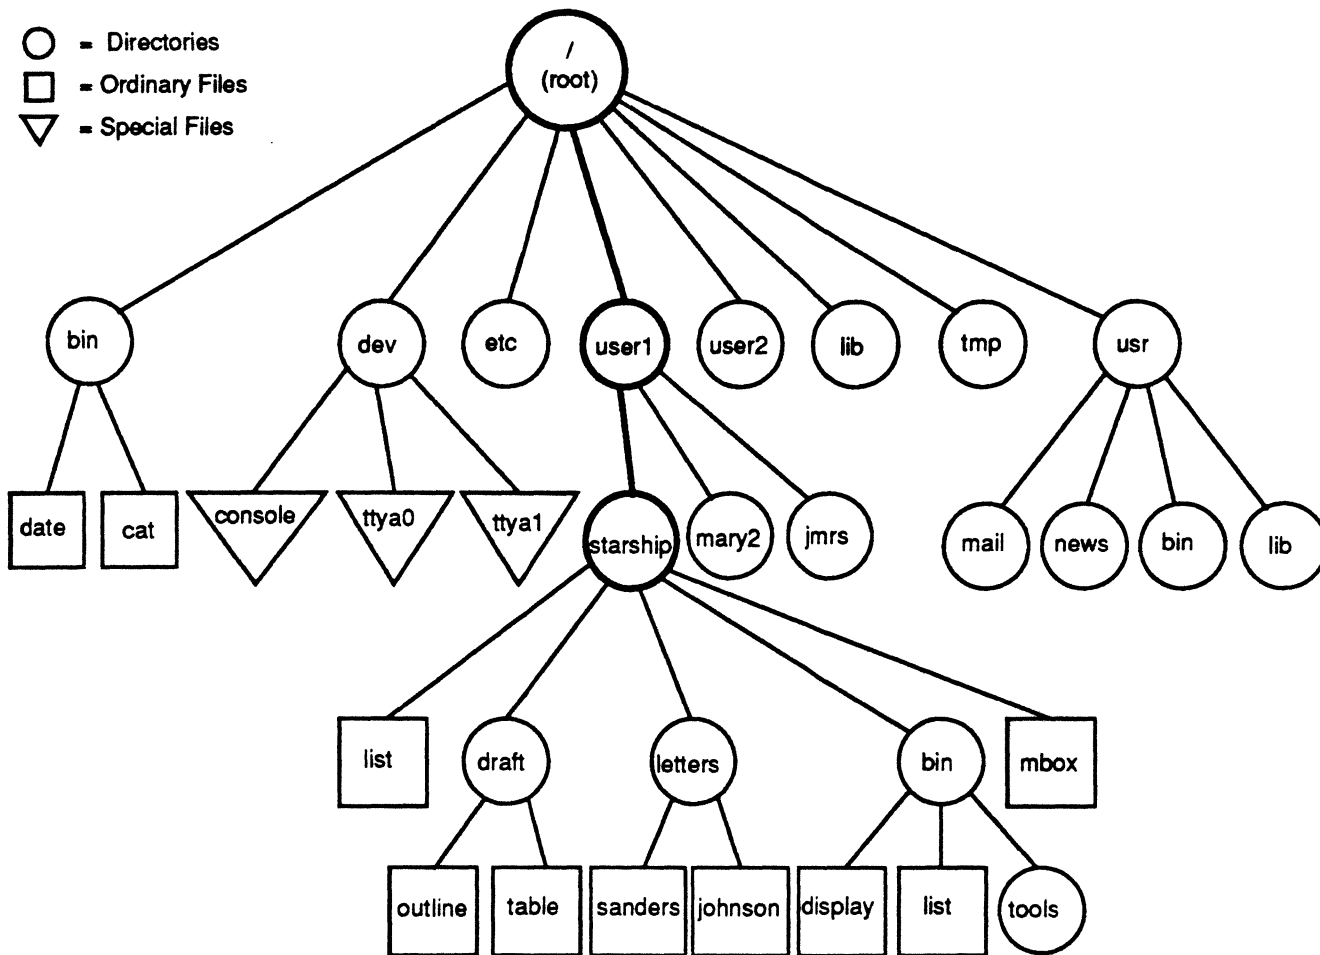 = Directories
= Ordinary Files
= Special Files
/
(root)
bin
dev
etc
user1
user2
lib
tmp
usr
date
cat
console
ttya0
ttya1
starship
mary2
jmrs
mail
news
bin
lib
list
draft
letters
bin
mbox
outline
table
sanders
johnson
display
list
tools